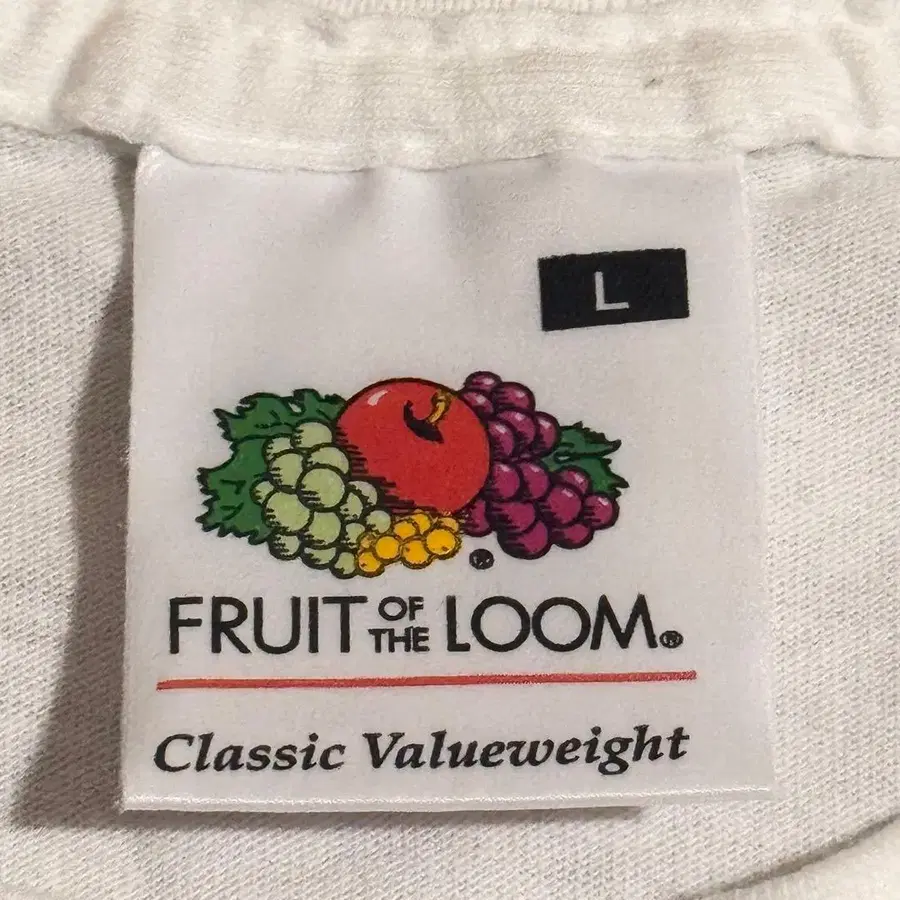 L
®
FRUIT OF THE LOOM®
Classic Valueweight